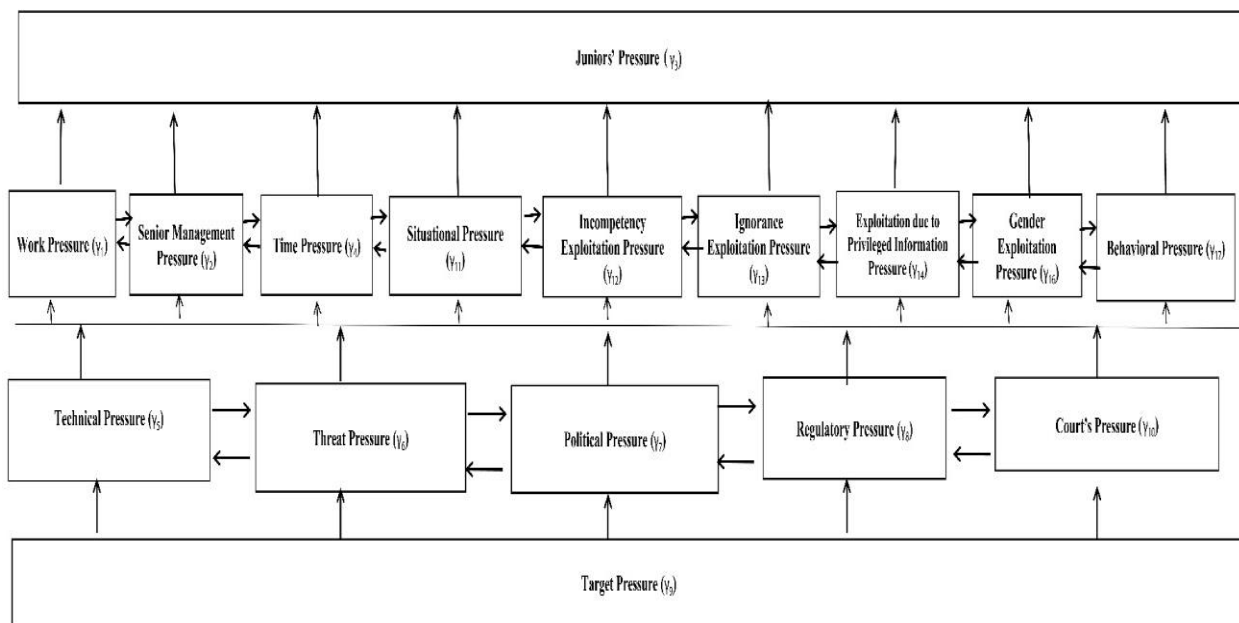 Juniors' Pressure (γ₃)
Work Pressure (γ₁)
Senior Management
Pressure (γ₂)
Time Pressure (γ₄)
Situational Pressure
(γ₁₁)
Incompetency
Exploitation Pressure
(γ₁₂)
Ignorance
Exploitation Pressure
(γ₁₃)
Exploitation due to
Privileged Information
Pressure (γ₁₄)
Gender
Exploitation
Pressure (γ₁₆)
Behavioral Pressure (γ₁₇)
Technical Pressure (γ₅)
Threat Pressure (γ₆)
Political Pressure (γ₇)
Regulatory Pressure (γ₈)
Court's Pressure (γ₁₀)
Target Pressure (γ₉)